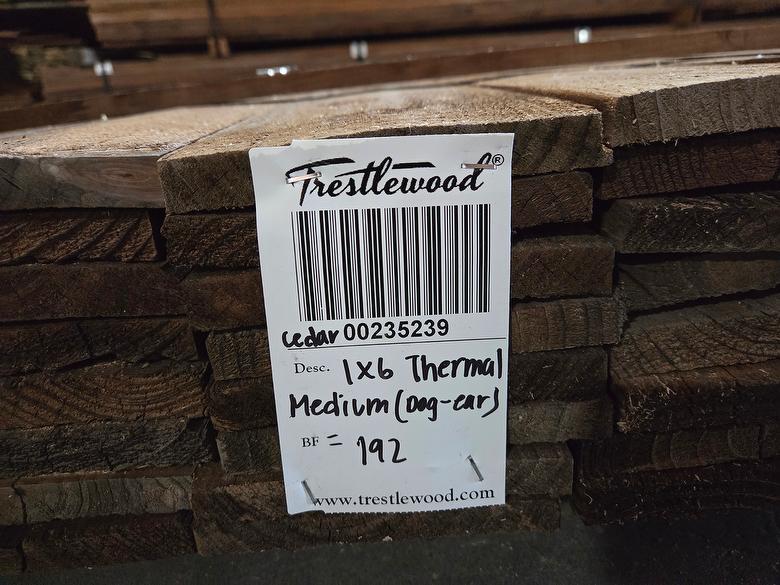 Trestlewood®
cedar 00235239
Desc. 1x6 Thermal
Medium (Dog-ear)
BF = 192
www.trestlewood.com